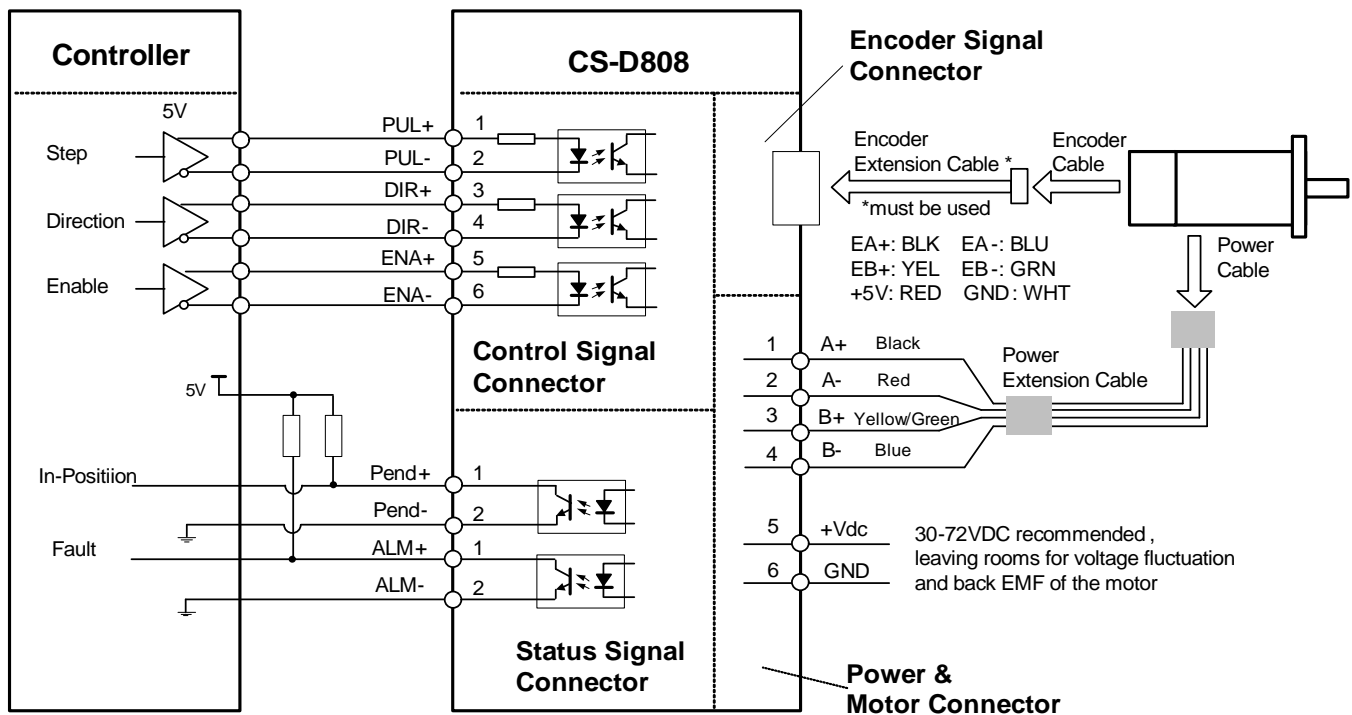 Controller
5V
Step
Direction
Enable
5V
In-Positiion
Fault
PUL+
PUL-
DIR+
DIR-
ENA+
ENA-
Pend+
Pend-
ALM+
ALM-
CS-D808
1
2
3
4
5
6
Control Signal
Connector
1
2
1
2
Status Signal
Connector
Encoder Signal
Connector
Encoder
Extension Cable *
*must be used
Encoder
Cable
EA+: BLK EA-: BLU
EB+: YEL EB-: GRN
+5V: RED GND: WHT
Power
Cable
1 A+ Black
2 A- Red
3 B+ Yellow/Green
4 B- Blue
Power
Extension Cable
5 +Vdc
6 GND
30-72VDC recommended ,
leaving rooms for voltage fluctuation
and back EMF of the motor
Power &
Motor Connector